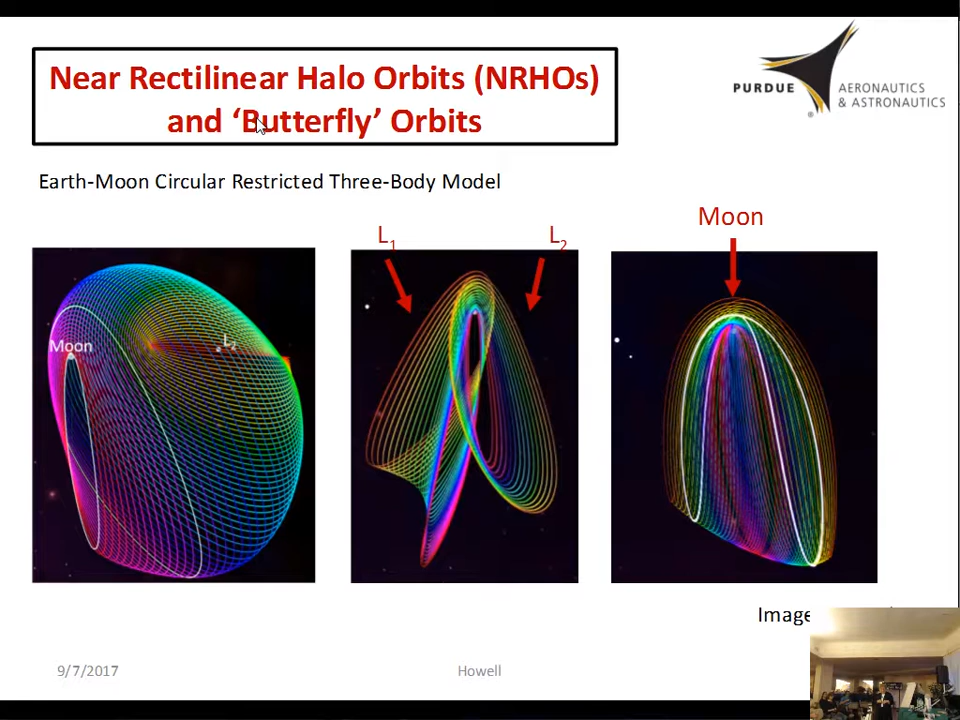 Near Rectilinear Halo Orbits (NRHOs)
and ‘Butterfly’ Orbits
PURDUE
AERONAUTICS
& ASTRONAUTICS
®
Earth-Moon Circular Restricted Three-Body Model
L1
L2
Moon
Moon
Image
9/7/2017
Howell